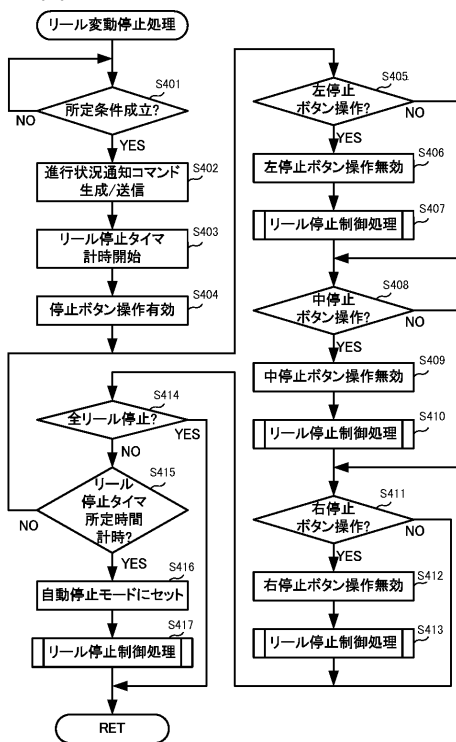 リール変動停止処理
S401
所定条件成立?
NO
YES
S402
進行状況通知コマンド
生成/送信
S403
リール停止タイマ
計時開始
S404
停止ボタン操作有効
S405
左停止
ボタン操作?
NO
YES
S406
左停止ボタン操作無効
S407
リール停止制御処理
S408
中停止
ボタン操作?
NO
YES
S409
中停止ボタン操作無効
S410
リール停止制御処理
S411
右停止
ボタン操作?
NO
YES
S412
右停止ボタン操作無効
S413
リール停止制御処理
S414
全リール停止?
YES
NO
S415
リール
停止タイマ
所定時間
計時?
NO
YES
S416
自動停止モードにセット
S417
リール停止制御処理
RET